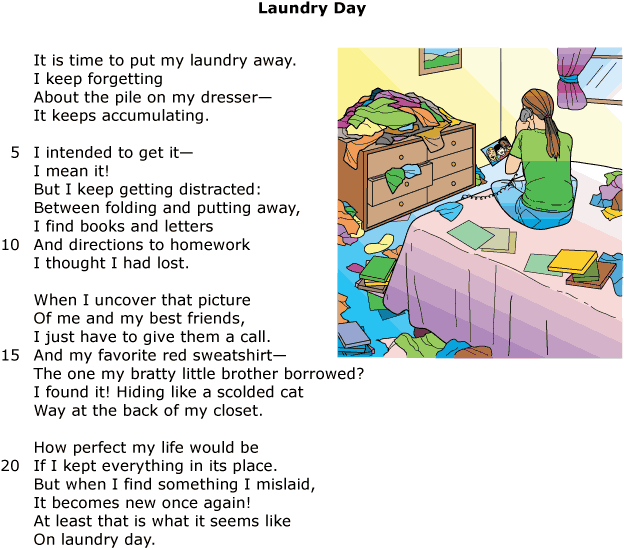 Laundry Day
It is time to put my laundry away.
I keep forgetting
About the pile on my dresser—
It keeps accumulating.
5 I intended to get it—
I mean it!
But I keep getting distracted:
Between folding and putting away,
I find books and letters
10 And directions to homework
I thought I had lost.
When I uncover that picture
Of me and my best friends,
I just have to give them a call.
15 And my favorite red sweatshirt—
The one my bratty little brother borrowed?
I found it! Hiding like a scolded cat
Way at the back of my closet.
How perfect my life would be
20 If I kept everything in its place.
But when I find something I mislaid,
It becomes new once again!
At least that is what it seems like
On laundry day.